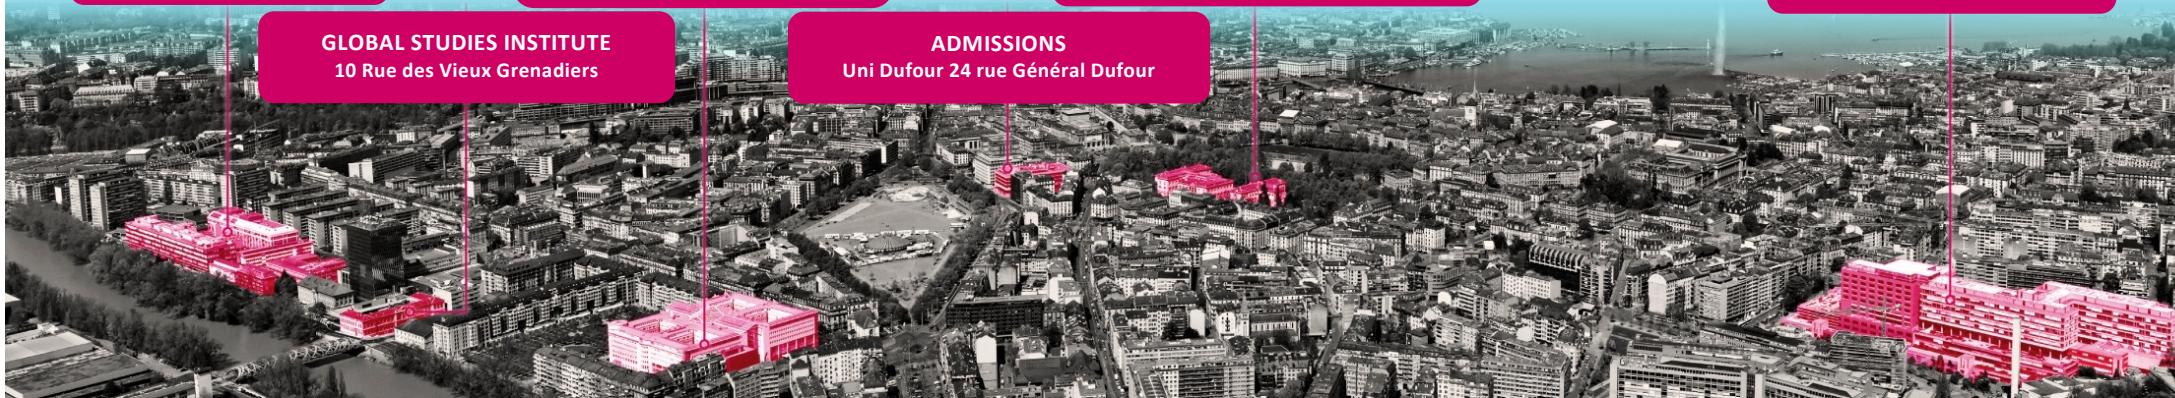 GLOBAL STUDIES INSTITUTE
10 Rue des Vieux Grenadiers
ADMISSIONS
Uni Dufour 24 rue Général Dufour